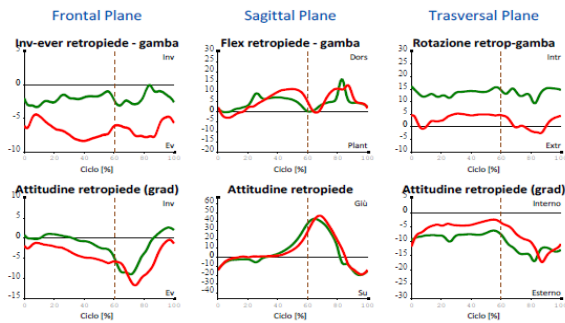 Frontal Plane
Sagittal Plane
Trasversal Plane
Inv-ever retropiede - gamba
Flex retropiede - gamba
Rotazione retrop-gamba
10
5
0
-5
-10
Inv
Ev
0 20 40 60 80 100
Ciclo [%]
30
25
20
15
10
5
0
-5
-10
-15
-20
Dors
Plant
0 20 40 60 80 100
Ciclo [%]
30
25
20
15
10
5
0
-5
-10
Intr
Extr
0 20 40 60 80 100
Ciclo [%]
Attitudine retropiede (grad)
Attitudine retropiede
Attitudine retropiede (grad)
10
5
0
-5
-10
-15
Inv
Ev
0 20 40 60 80 100
Ciclo [%]
60
50
40
30
20
10
0
-10
-20
-30
-40
Giù
Su
0 20 40 60 80 100
Ciclo [%]
5
0
-5
-10
-15
-20
-25
-30
Interno
Esterno
0 20 40 60 80 100
Ciclo [%]